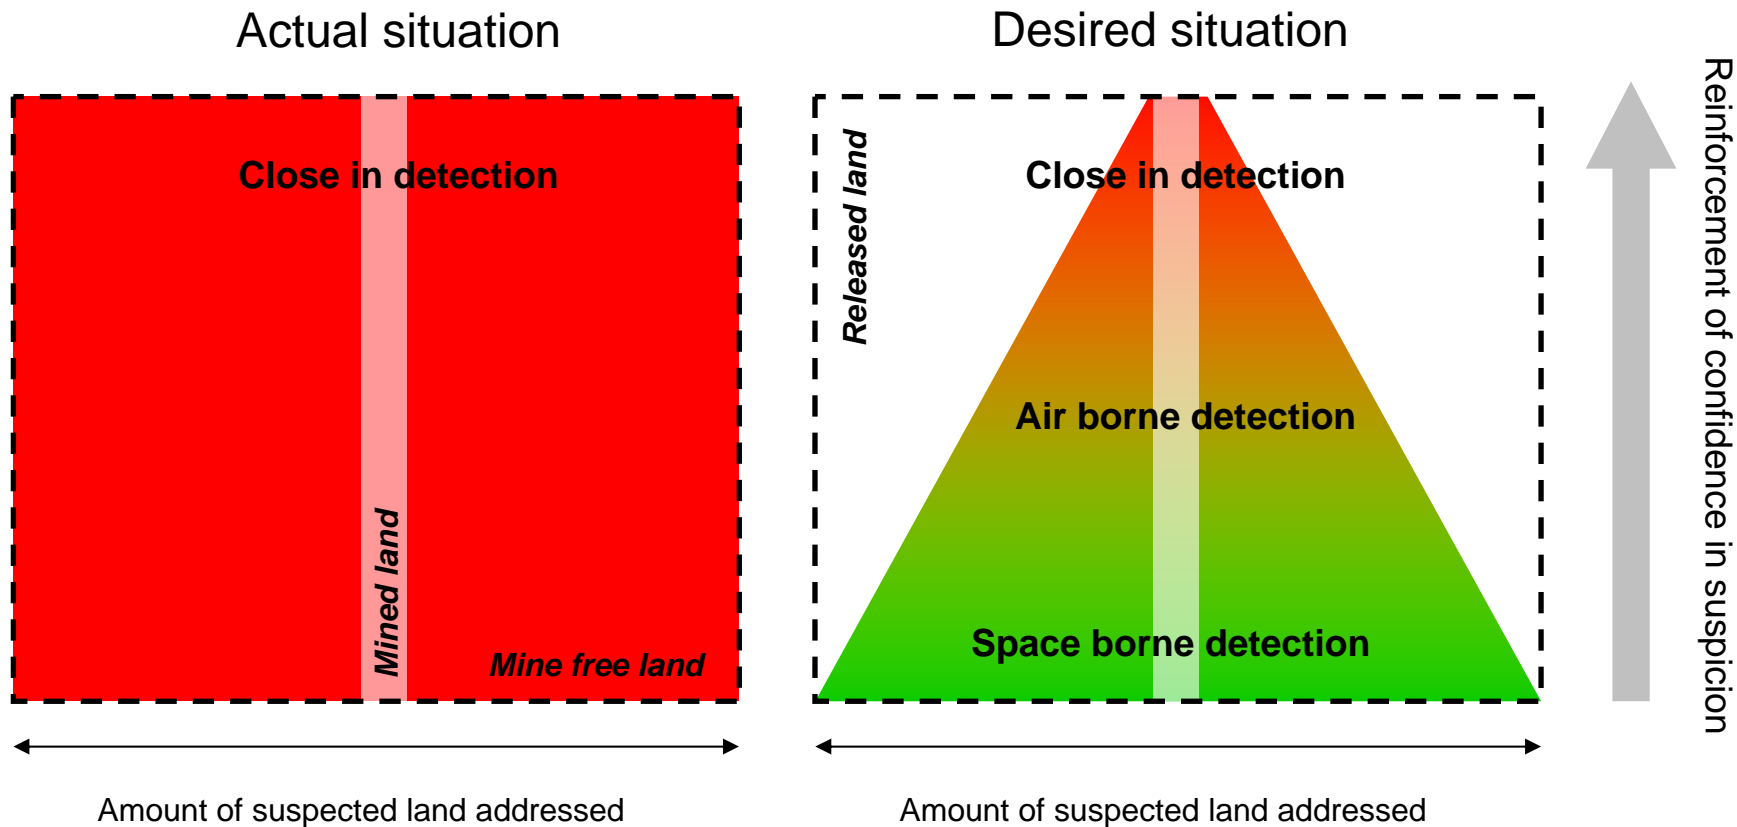 Actual situation
Close in detection
Mined land
Mine free land
Amount of suspected land addressed
Desired situation
Released land
Close in detection
Air borne detection
Space borne detection
Amount of suspected land addressed
Reinforcement of confidence in suspicion